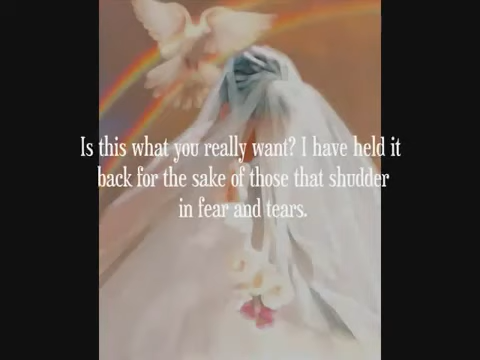 Is this what you really want? I have held it
back for the sake of those that shudder
in fear and tears.